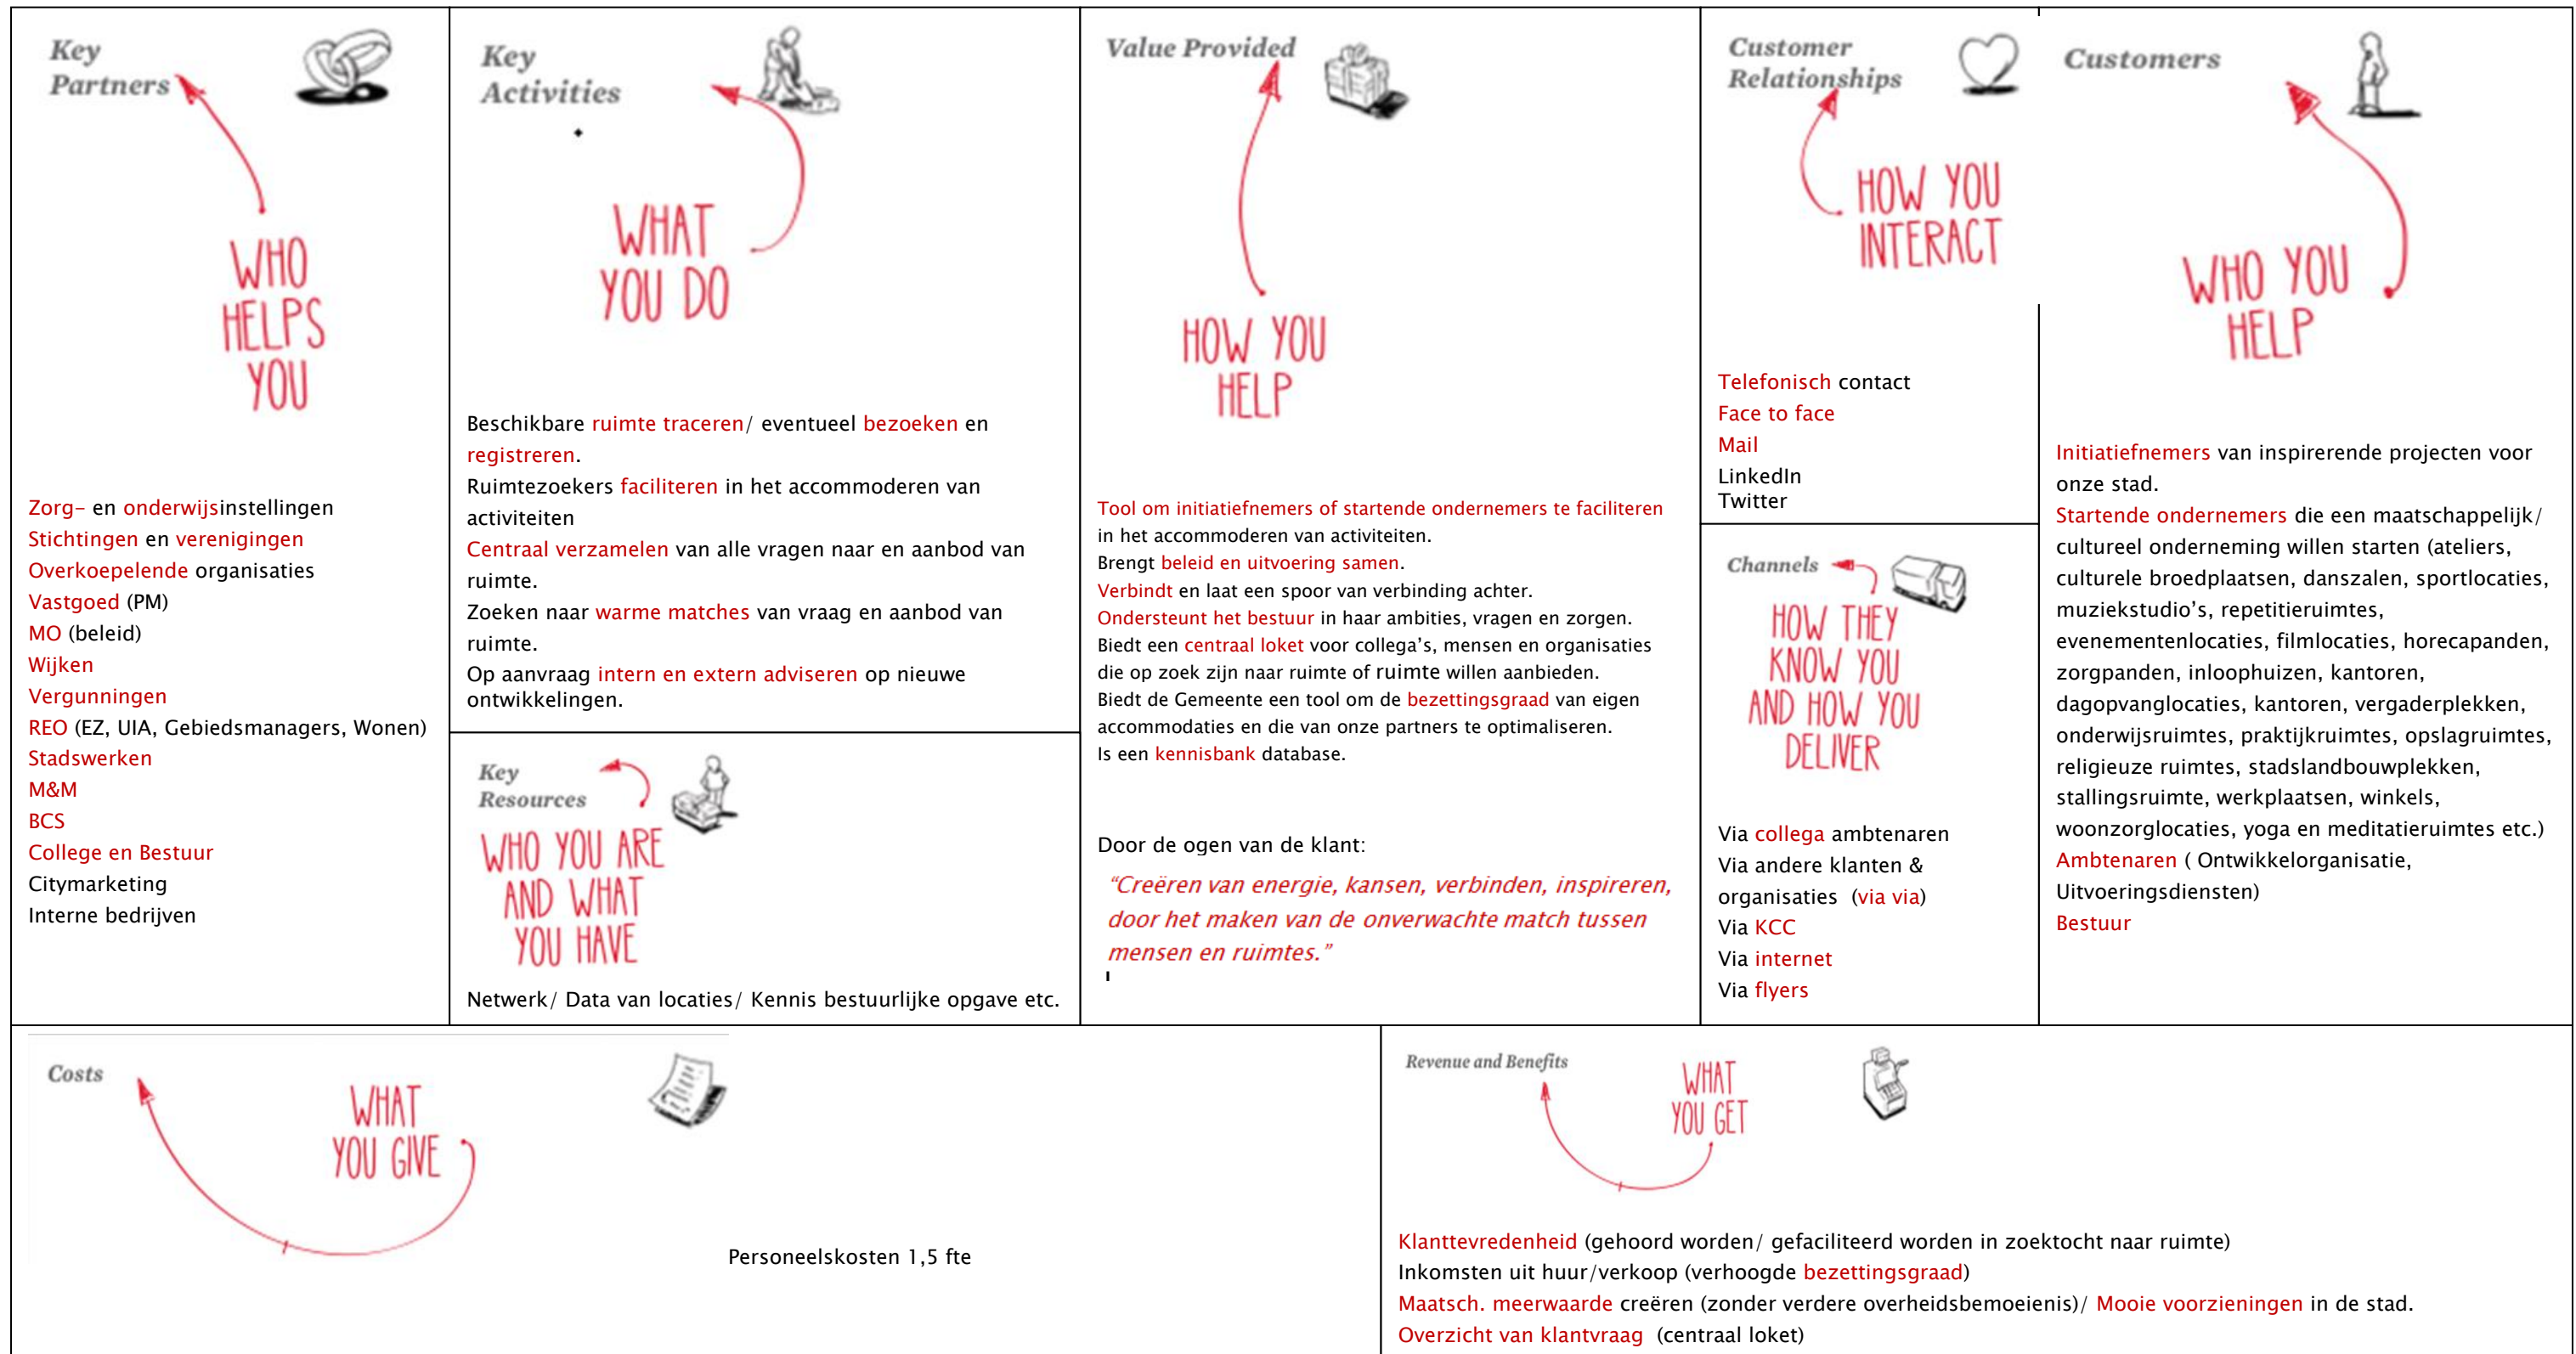 Key
Partners
WHO
HELPS
YOU
Zorg- en onderwijsinstellingen
Stichtingen en verenigingen
Overkoepelende organisaties
Vastgoed (PM)
MO (beleid)
Wijken
Vergunningen
REO (EZ, UIA, Gebiedsmanagers, Wonen)
Stadswerken
M&M
BCS
College en Bestuur
Citymarketing
Interne bedrijven
Key
Activities
WHAT
YOU DO
Beschikbare ruimte traceren/ eventueel bezoeken en
registreren.
Ruimtezoekers faciliteren in het accommoderen van
activiteiten
Centraal verzamelen van alle vragen naar en aanbod van
ruimte.
Zoeken naar warme matches van vraag en aanbod van
ruimte.
Op aanvraag intern en extern adviseren op nieuwe
ontwikkelingen.
Key
Resources
WHO YOU ARE
AND WHAT
YOU HAVE
Netwerk/ Data van locaties/ Kennis bestuurlijke opgave etc.
Value Provided
HOW YOU
HELP
Tool om initiatiefnemers of startende ondernemers te faciliteren
in het accommoderen van activiteiten.
Brengt beleid en uitvoering samen.
Verbindt en laat een spoor van verbinding achter.
Ondersteunt het bestuur in haar ambities, vragen en zorgen.
Biedt een centraal loket voor collega's, mensen en organisaties
die op zoek zijn naar ruimte of ruimte willen aanbieden.
Biedt de Gemeente een tool om de bezettingsgraad van eigen
accommodaties en die van onze partners te optimaliseren.
Is een kennisbank database.
Door de ogen van de klant:
"Creëren van energie, kansen, verbinden, inspireren,
door het maken van de onverwachte match tussen
mensen en ruimtes."
Customer
Relationships
HOW YOU
INTERACT
Telefonisch contact
Face to face
Mail
LinkedIn
Twitter
Channels
HOW THEY
KNOW YOU
AND HOW YOU
DELIVER
Via collega ambtenaren
Via andere klanten &
organisaties (via via)
Via KCC
Via internet
Via flyers
Customers
WHO YOU
HELP
Initiatiefnemers van inspirerende projecten voor
onze stad.
Startende ondernemers die een maatschappelijk/
cultureel onderneming willen starten (ateliers,
culturele broedplaatsen, danszalen, sportlocaties,
muziekstudio's, repetitieruimtes,
evenementenlocaties, filmlocaties, horecapanden,
zorgpanden, inloophuizen, kantoren,
dagopvanglocaties, kantoren, vergaderplekken,
onderwijsruimtes, praktijkruimtes, opslagruimtes,
religieuze ruimtes, stadslandbouwplekken,
stallingsruimte, werkplaatsen, winkels,
woonzorglocaties, yoga en meditatieruimtes etc.)
Ambtenaren ( Ontwikkelorganisatie,
Uitvoeringsdiensten)
Bestuur
Costs
WHAT
YOU GIVE
Personeelskosten 1,5 fte
Revenue and Benefits
WHAT
YOU GET
Klanttevredenheid (gehoord worden/ gefaciliteerd worden in zoektocht naar ruimte)
Inkomsten uit huur/verkoop (verhoogde bezettingsgraad)
Maatsch. meerwaarde creëren (zonder verdere overheidsbemoeienis)/ Mooie voorzieningen in de stad.
Overzicht van klantvraag (centraal loket)